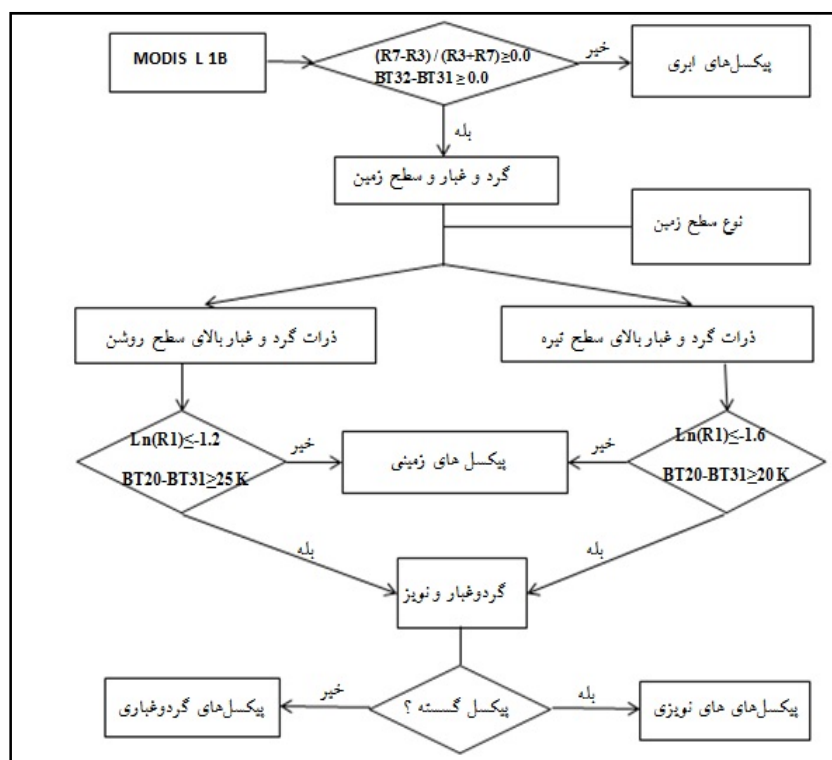 MODIS L 1B
(R7-R3) / (R3+R7)≥0.0
BT32-BT31 ≥ 0.0
خیر
پیکسل‌های ابری
بله
گرد و غبار و سطح زمین
نوع سطح زمین
ذرات گرد و غبار بالای سطح روشن
ذرات گرد و غبار بالای سطح تیره
Ln(R1)≤-1.2
BT20-BT31≥25 K
خیر
پیکسل های زمینی
خیر
Ln(R1)≤-1.6
BT20-BT31≥20 K
بله
بله
گردوغبار و نویز
پیکسل گسسته ؟
خیر
پیکسل‌های گردوغباری
بله
پیکسل‌های های نویزی